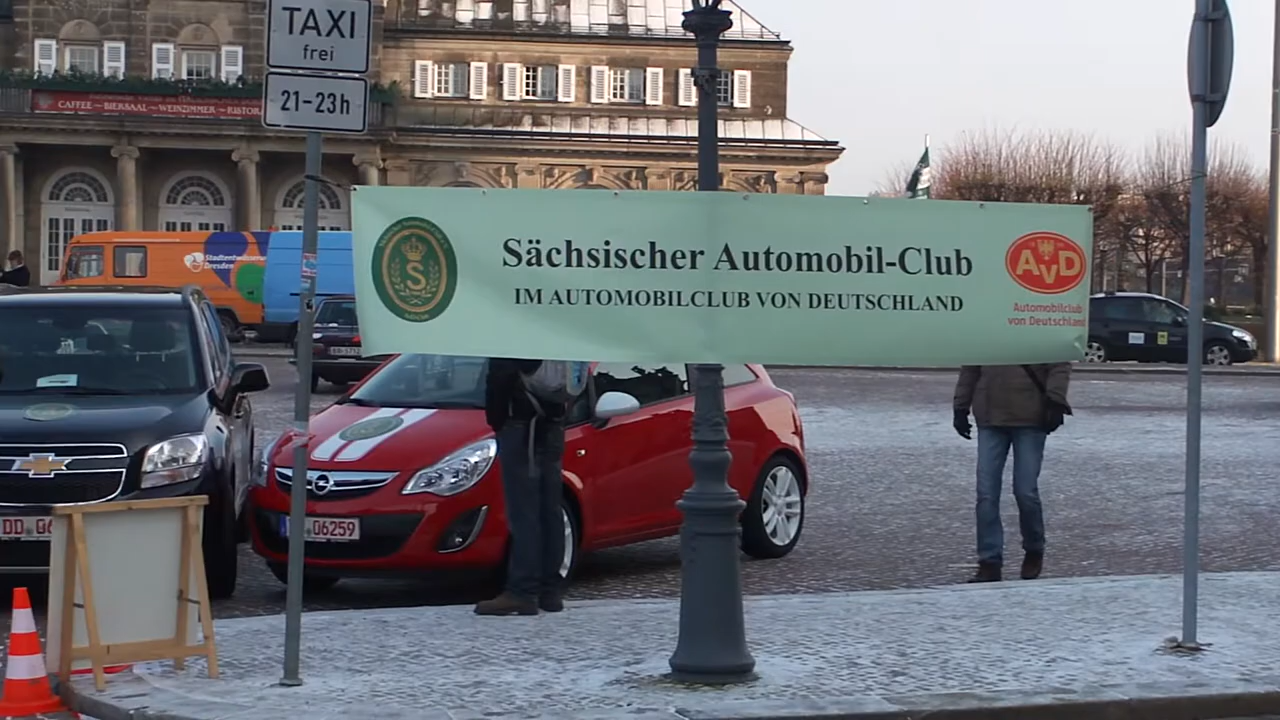 TAXI
frei
21-23h
CAFFEE – BIERSAAL – WEINZIMMER – RISTOR
Stadtentwässerung
Dresden
Sächsischer Automobil-Club
IM AUTOMOBILCLUB VON DEUTSCHLAND
S
AvD
Automobilclub
von Deutschland
DD 06
06259